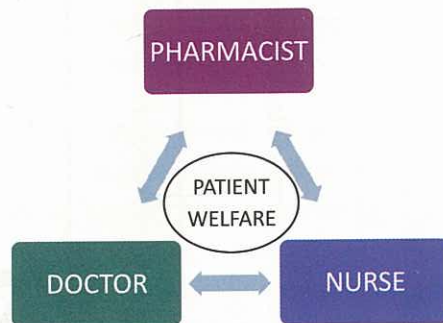 PHARMACIST
PATIENT
WELFARE
DOCTOR
NURSE